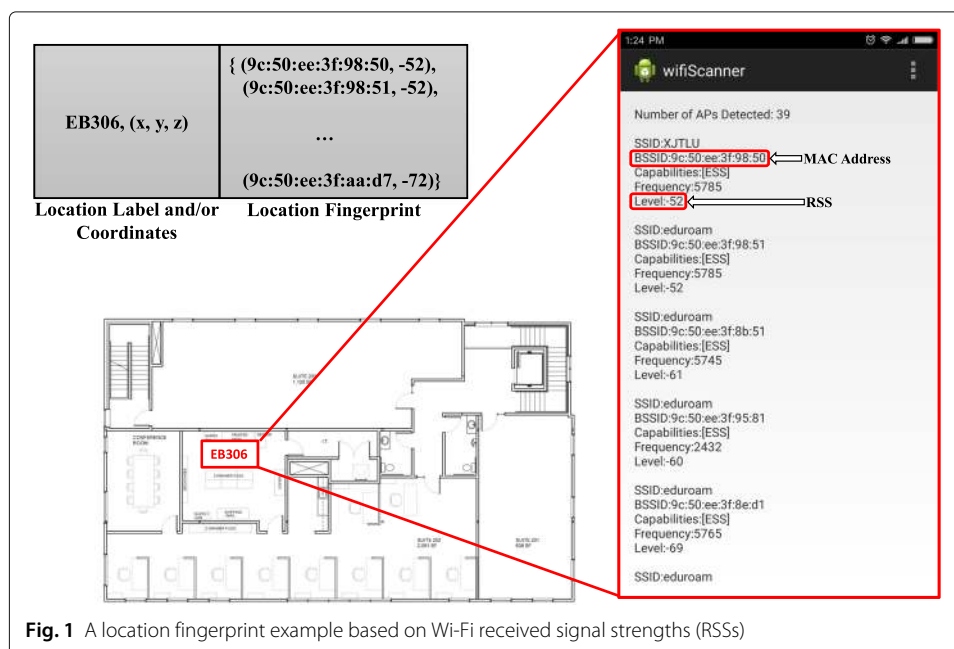 EB306, (x, y, z)
{ (9c:50:ee:3f:98:50, -52),
(9c:50:ee:3f:98:51, -52),
…
(9c:50:ee:3f:aa:d7, -72)}
Location Label and/or
Coordinates
Location Fingerprint
1:24 PM
wifiScanner
Number of APs Detected: 39
SSID:XJTLU
BSSID:9c:50:ee:3f:98:50
MAC Address
Capabilities:[ESS]
Frequency:5785
Level:-52
RSS
SSID:eduroam
BSSID:9c:50:ee:3f:98:51
Capabilities:[ESS]
Frequency:5785
Level:-52
SSID:eduroam
BSSID:9c:50:ee:3f:8b:51
Capabilities:[ESS]
Frequency:5745
Level:-61
SSID:eduroam
BSSID:9c:50:ee:3f:95:81
Capabilities:[ESS]
Frequency:2432
Level:-60
SSID:eduroam
BSSID:9c:50:ee:3f:8e:d1
Capabilities:[ESS]
Frequency:5765
Level:-69
SSID:eduroam
CONFERENCE
ROOM
EB306
I.T.
SUITE
SUITE
SUITE
Fig. 1 A location fingerprint example based on Wi-Fi received signal strengths (RSSs)